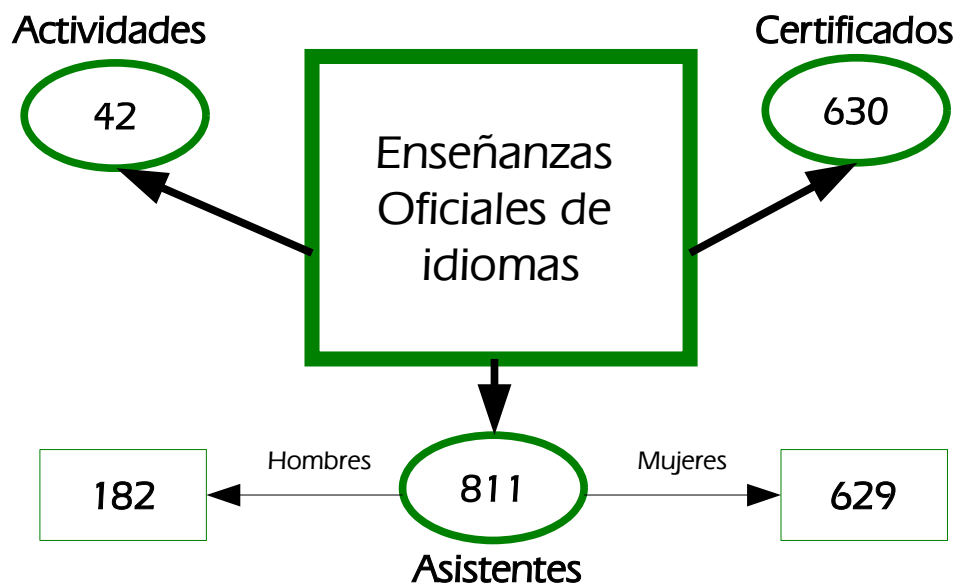 Actividades
Certificados
42
630
Enseñanzas
Oficiales de
idiomas
Hombres
Mujeres
182
811
629
Asistentes